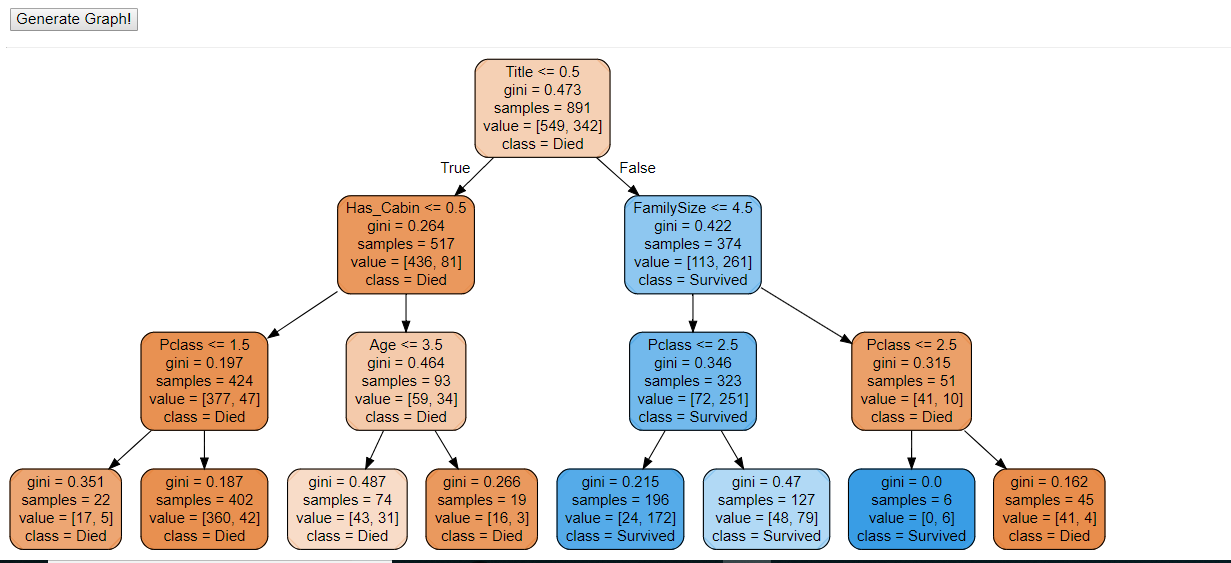 Generate Graph!
Title <= 0.5
gini = 0.473
samples = 891
value = [549, 342]
class = Died
True
False
Has_Cabin <= 0.5
gini = 0.264
samples = 517
value = [436, 81]
class = Died
FamilySize <= 4.5
gini = 0.422
samples = 374
value = [113, 261]
class = Survived
Pclass <= 1.5
gini = 0.197
samples = 424
value = [377, 47]
class = Died
Age <= 3.5
gini = 0.464
samples = 93
value = [59, 34]
class = Died
Pclass <= 2.5
gini = 0.346
samples = 323
value = [72, 251]
class = Survived
Pclass <= 2.5
gini = 0.315
samples = 51
value = [41, 10]
class = Died
gini = 0.351
samples = 22
value = [17, 5]
class = Died
gini = 0.187
samples = 402
value = [360, 42]
class = Died
gini = 0.487
samples = 74
value = [43, 31]
class = Died
gini = 0.266
samples = 19
value = [16, 3]
class = Died
gini = 0.215
samples = 196
value = [24, 172]
class = Survived
gini = 0.47
samples = 127
value = [48, 79]
class = Survived
gini = 0.0
samples = 6
value = [0, 6]
class = Survived
gini = 0.162
samples = 45
value = [41, 4]
class = Died